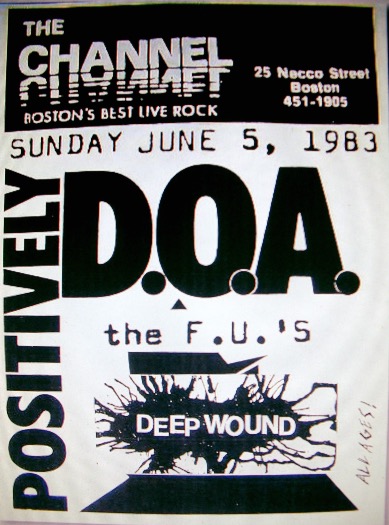 THE
CHANNEL
BOSTON'S BEST LIVE ROCK
25 Necco Street
Boston
451-1905
SUNDAY JUNE 5, 1983
POSITIVELY
D.O.A.
the F.U.'S
DEEP WOUND
ALL AGES!